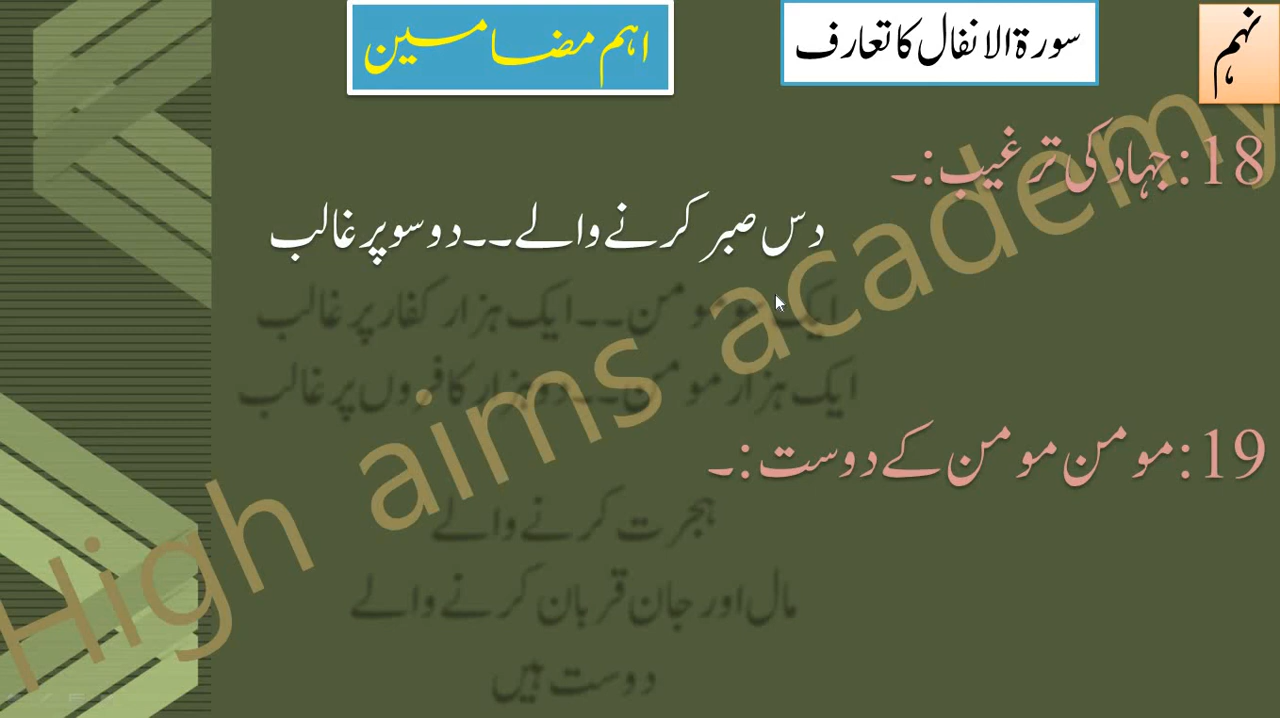 نہم
سورۃ الانفال کا تعارف
اہم مضامین
18:جہاد کی ترغیب:۔
دس صبر کرنے والے۔۔دو سو پر غالب
ایک سو مومن۔۔ایک ہزار کفار پر غالب
ایک ہزار مومن۔۔دو ہزار کافروں پر غالب
19:مومن مومن کے دوست:۔
ہجرت کرنے والے
مال اور جان قربان کرنے والے
دوست ہیں
High aims academy